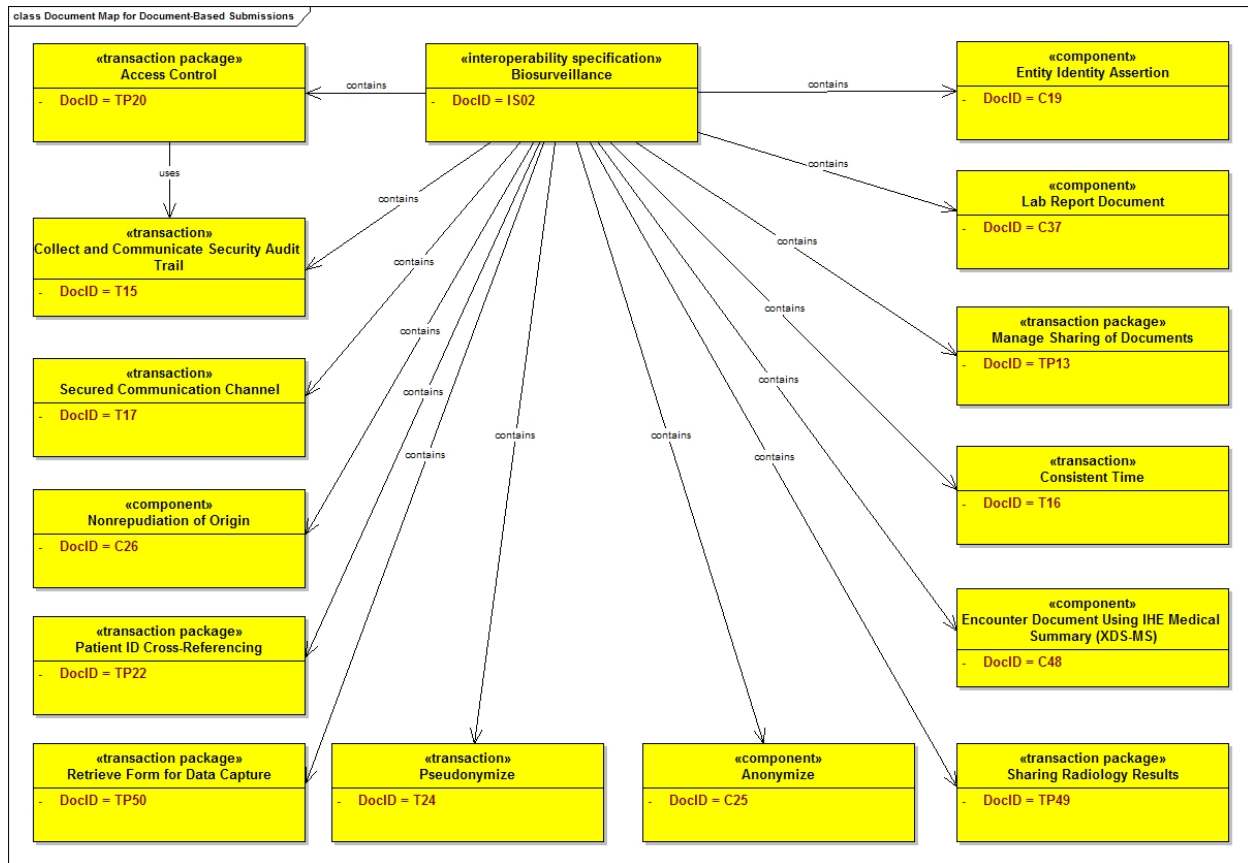 class Document Map for Document-Based Submissions
«transaction package»
Access Control
- DocID = TP20
contains
«interoperability specification»
Biosurveillance
- DocID = IS02
contains
«component»
Entity Identity Assertion
- DocID = C19
uses
contains
contains
«component»
Lab Report Document
- DocID = C37
«transaction»
Collect and Communicate Security Audit
Trail
- DocID = T15
contains
contains
«transaction package»
Manage Sharing of Documents
- DocID = TP13
«transaction»
Secured Communication Channel
- DocID = T17
contains
contains
contains
contains
contains
contains
contains
contains
«transaction»
Consistent Time
- DocID = T16
«component»
Nonrepudiation of Origin
- DocID = C26
«component»
Encounter Document Using IHE Medical
Summary (XDS-MS)
- DocID = C48
«transaction package»
Patient ID Cross-Referencing
- DocID = TP22
«transaction package»
Retrieve Form for Data Capture
- DocID = TP50
«transaction»
Pseudonymize
- DocID = T24
«component»
Anonymize
- DocID = C25
«transaction package»
Sharing Radiology Results
- DocID = TP49